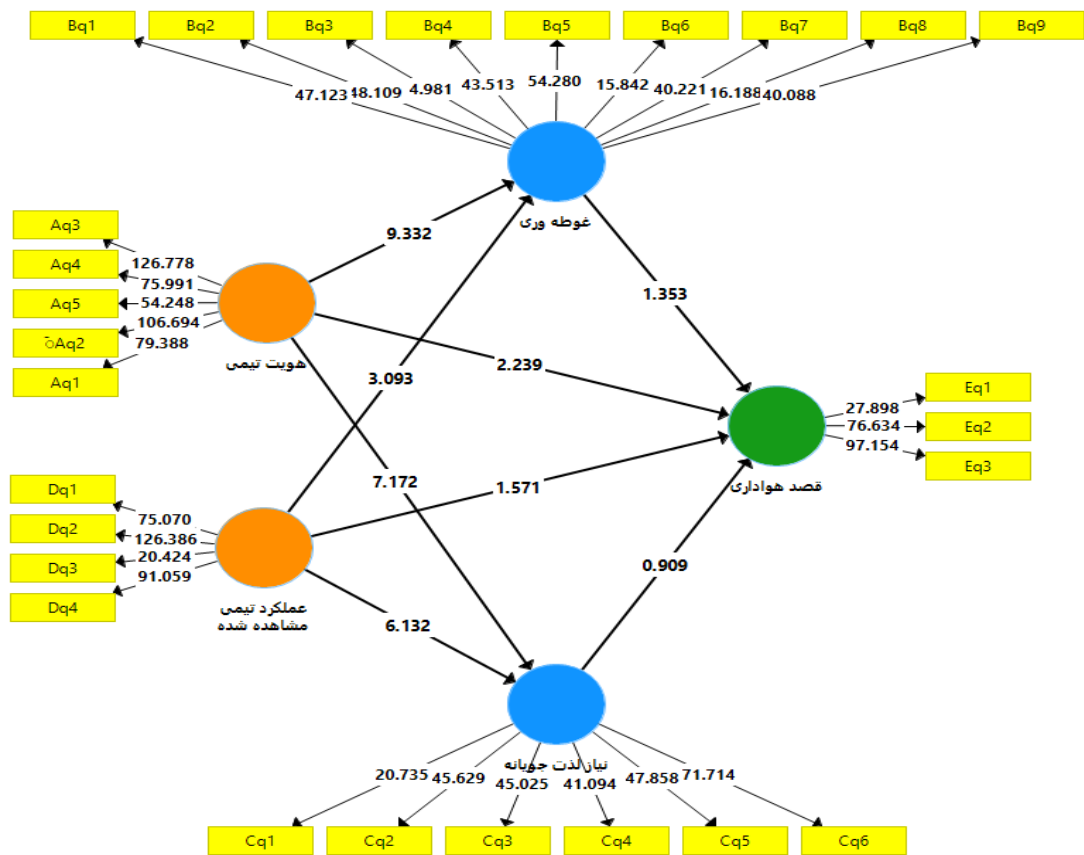 Bq1 Bq2 Bq3 Bq4 Bq5 Bq6 Bq7 Bq8 Bq9
47.123 48.109 4.981 43.513 54.280 15.842 40.221 16.188 40.088
غوطه وری
9.332
1.353
Aq3
Aq4
Aq5
Aq2
Aq1
126.778
75.991
54.248
106.694
79.388
هویت تیمی
3.093
2.239
Eq1
Eq2
Eq3
27.898
76.634
97.154
قصد هواداری
7.172
1.571
Dq1
Dq2
Dq3
Dq4
75.070
126.386
20.424
91.059
عملکرد تیمی
مشاهده شده
6.132
0.909
نیاز لذت جویانه
20.735 45.629 45.025 41.094 47.858 71.714
Cq1 Cq2 Cq3 Cq4 Cq5 Cq6